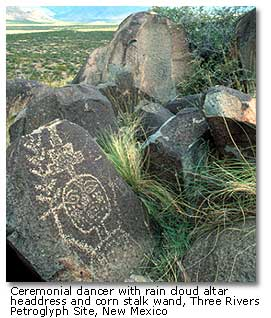 Ceremonial dancer with rain cloud altar
headdress and corn stalk wand, Three Rivers
Petroglyph Site, New Mexico